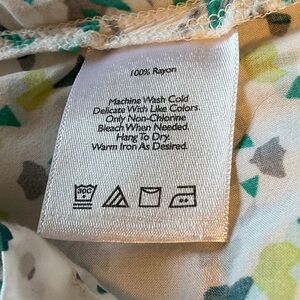 100% Rayon
Machine Wash Cold
Delicate With Like Colors.
Only Non-Chlorine
Bleach When Needed.
Hang To Dry.
Warm Iron As Desired.
30C